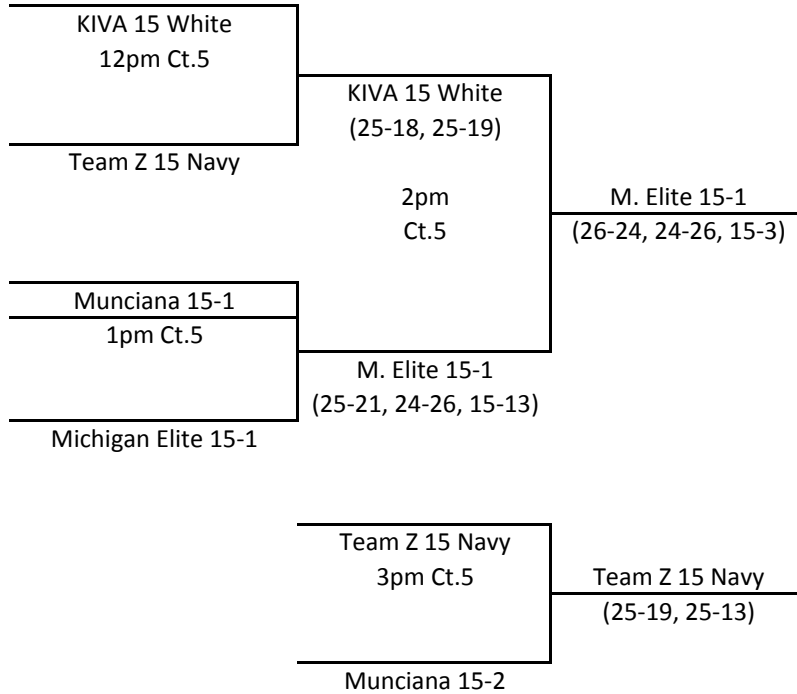 KIVA 15 White
12pm Ct.5
KIVA 15 White
(25-18, 25-19)
Team Z 15 Navy
2pm
Ct.5
M. Elite 15-1
(26-24, 24-26, 15-3)
Munciana 15-1
1pm Ct.5
M. Elite 15-1
(25-21, 24-26, 15-13)
Michigan Elite 15-1
Team Z 15 Navy
3pm Ct.5
Team Z 15 Navy
(25-19, 25-13)
Munciana 15-2